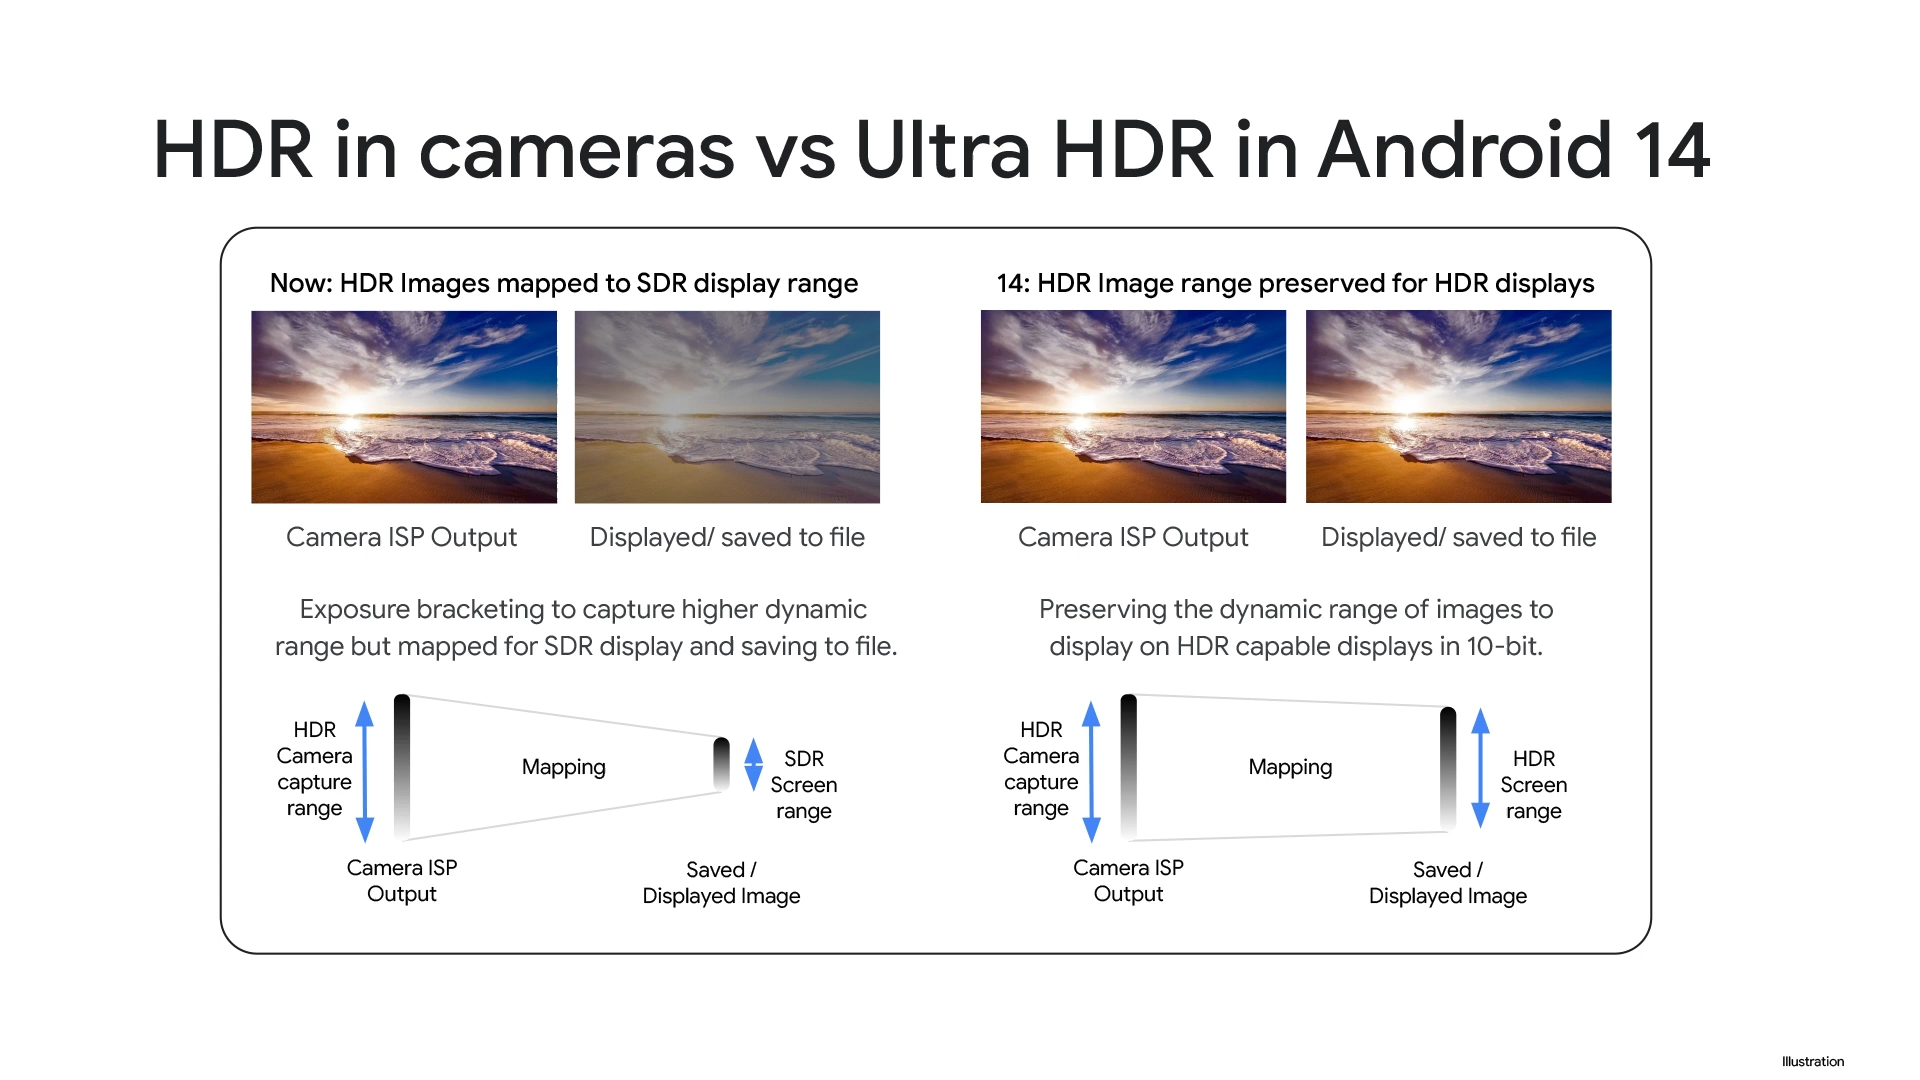 HDR in cameras vs Ultra HDR in Android 14
Now: HDR Images mapped to SDR display range
Camera ISP Output
Displayed/ saved to file
Exposure bracketing to capture higher dynamic
range but mapped for SDR display and saving to file.
HDR
Camera
capture
range
Mapping
SDR
Screen
range
Camera ISP
Output
Saved /
Displayed Image
14: HDR Image range preserved for HDR displays
Camera ISP Output
Displayed/ saved to file
Preserving the dynamic range of images to
display on HDR capable displays in 10-bit.
HDR
Camera
capture
range
Mapping
HDR
Screen
range
Camera ISP
Output
Saved /
Displayed Image
Illustration